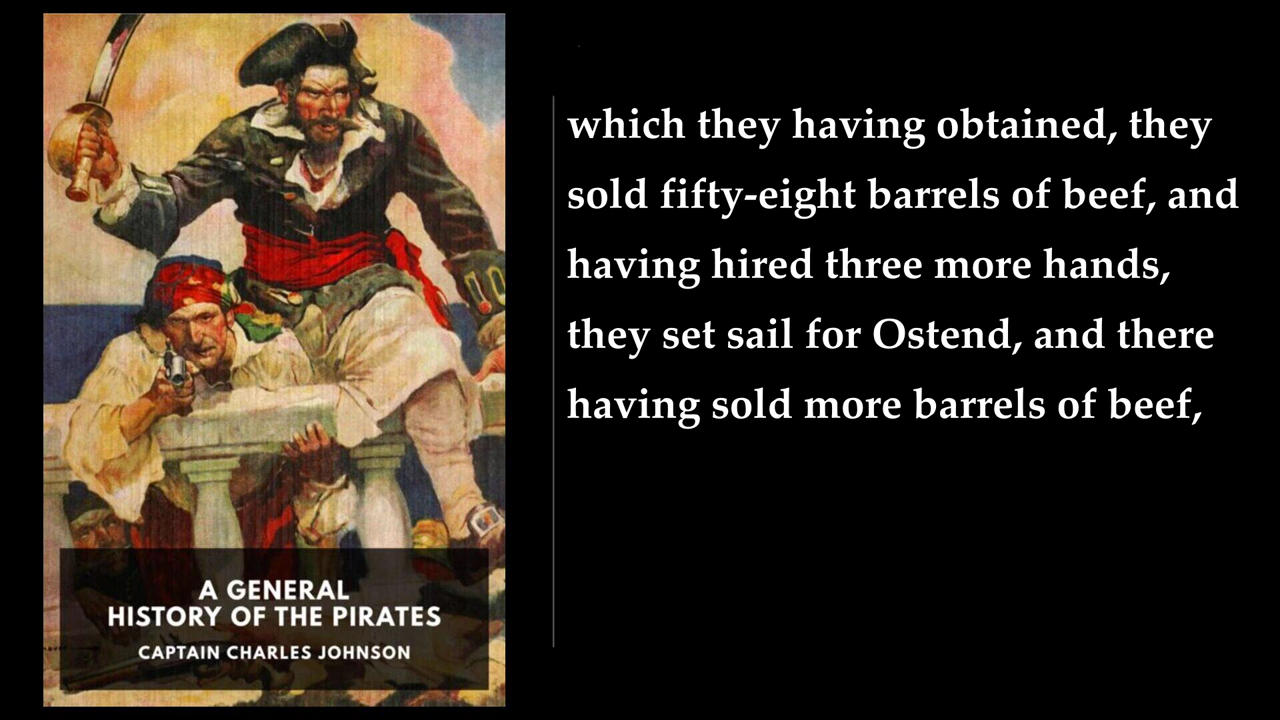 which they having obtained, they
sold fifty-eight barrels of beef, and
having hired three more hands,
they set sail for Ostend, and there
having sold more barrels of beef,
A GENERAL
HISTORY OF THE PIRATES
CAPTAIN CHARLES JOHNSON